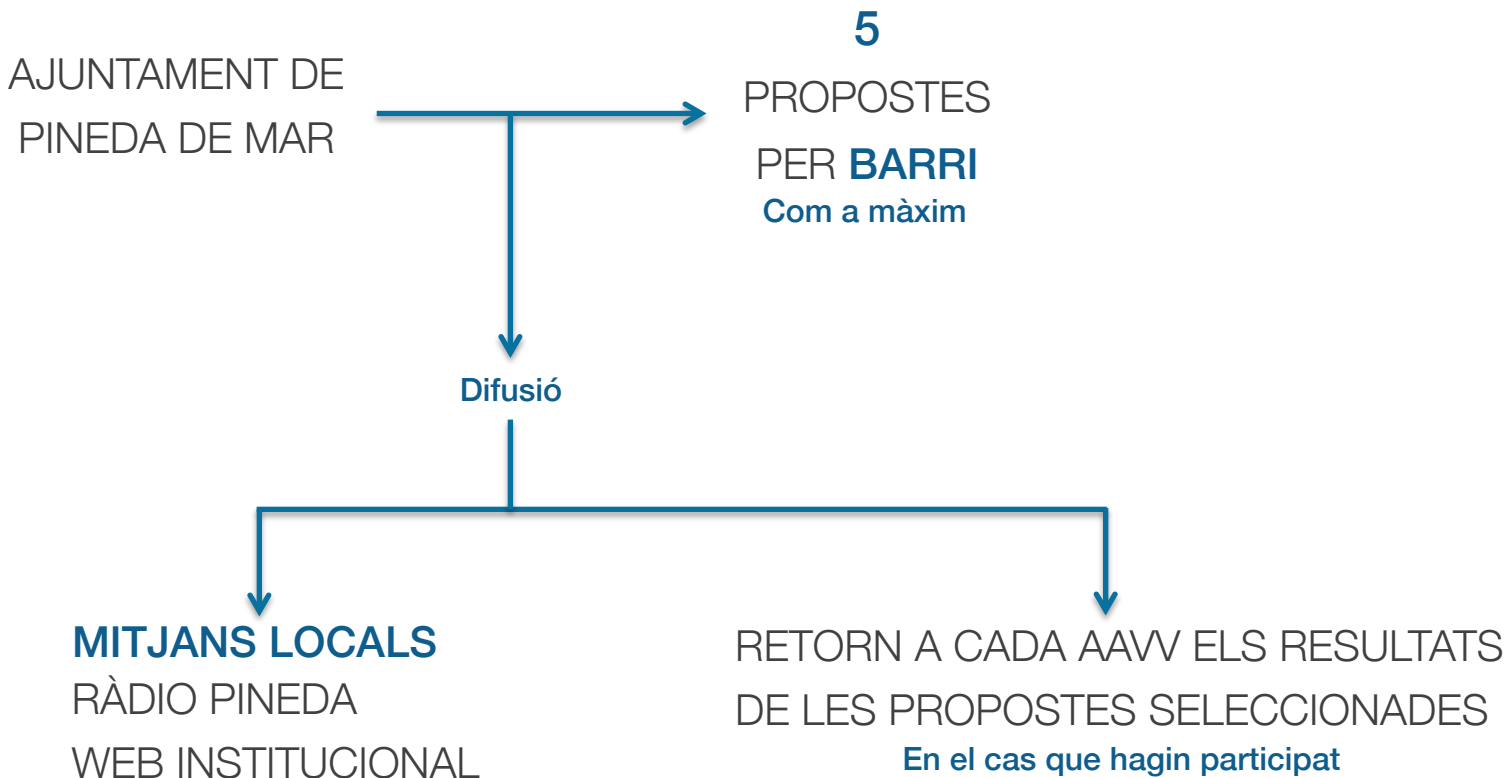 AJUNTAMENT DE
PINEDA DE MAR
5
PROPOSTES
PER BARRI
Com a màxim
Difusió
MITJANS LOCALS
RÀDIO PINEDA
WEB INSTITUCIONAL
RETORN A CADA AAVV ELS RESULTATS
DE LES PROPOSTES SELECCIONADES
En el cas que hagin participat